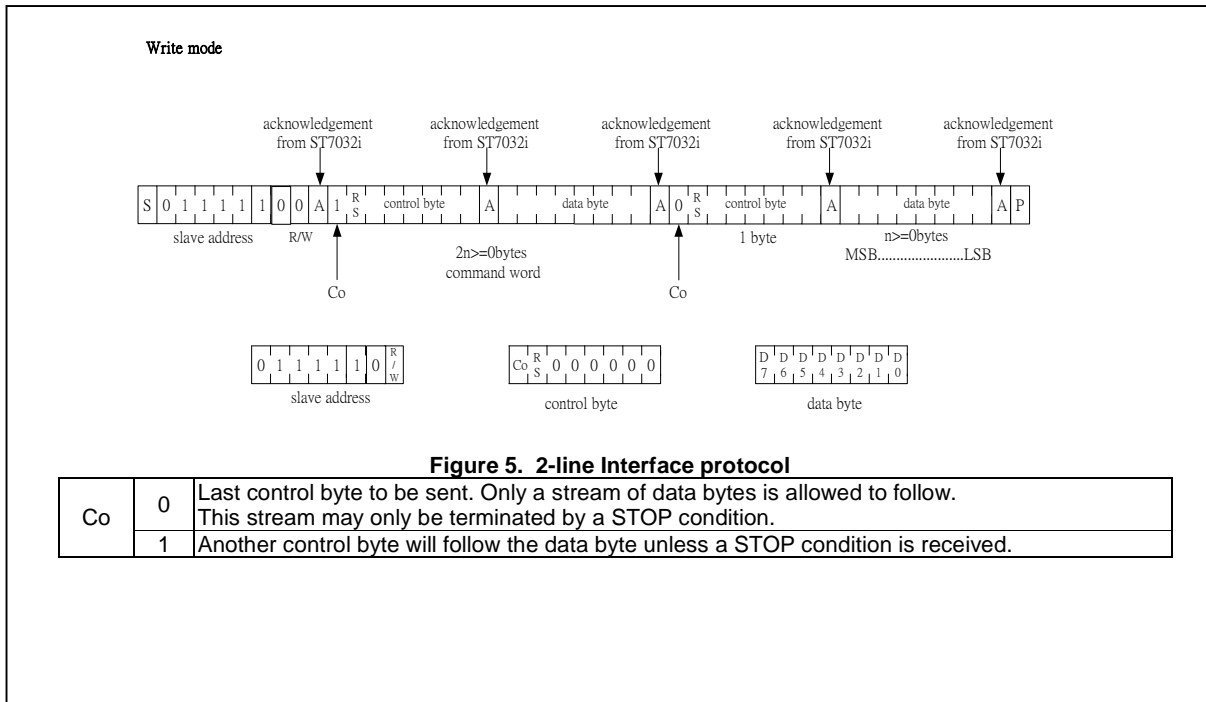 Write mode
acknowledgement acknowledgement acknowledgement acknowledgement acknowledgement
from ST7032i from ST7032i from ST7032i from ST7032i from ST7032i
S 0 1 1 1 1 1 0 0 A 1 RS control byte A data byte A 0 RS control byte A data byte A P
slave address R/W 1 byte n>=0bytes
2n>=0bytes MSB.......................LSB
command word
Co Co
0 1 1 1 1 1 0 R/W Co RS 0 0 0 0 0 0 D7 D6 D5 D4 D3 D2 D1 D0
slave address control byte data byte
Figure 5. 2-line Interface protocol
Co 0 Last control byte to be sent. Only a stream of data bytes is allowed to follow.
This stream may only be terminated by a STOP condition.
1 Another control byte will follow the data byte unless a STOP condition is received.